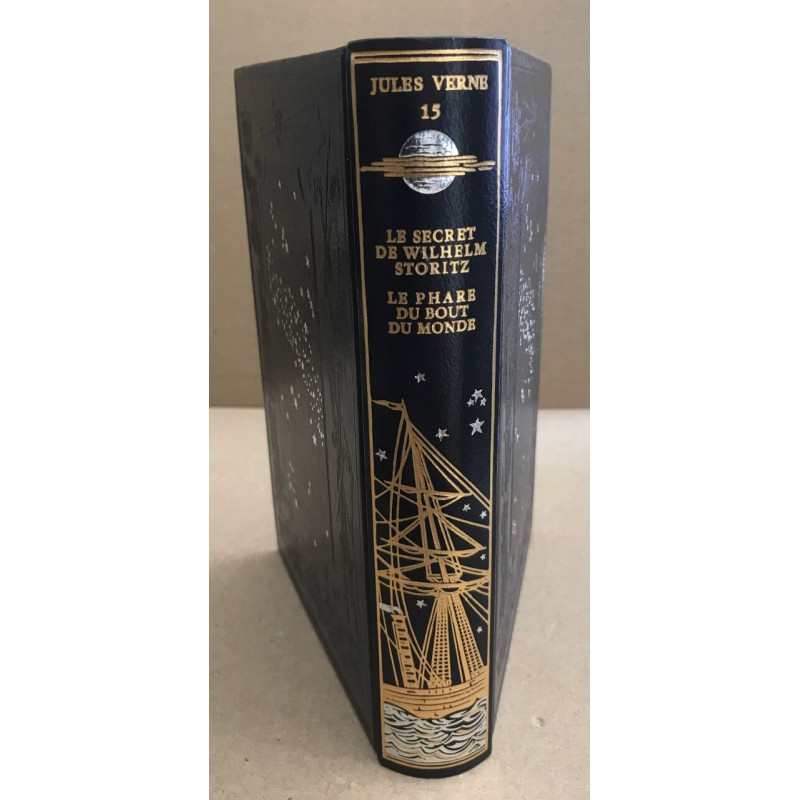 JULES VERNE
15
LE SECRET
DE WILHELM
STORITZ
LE PHARE
DU BOUT
DU MONDE